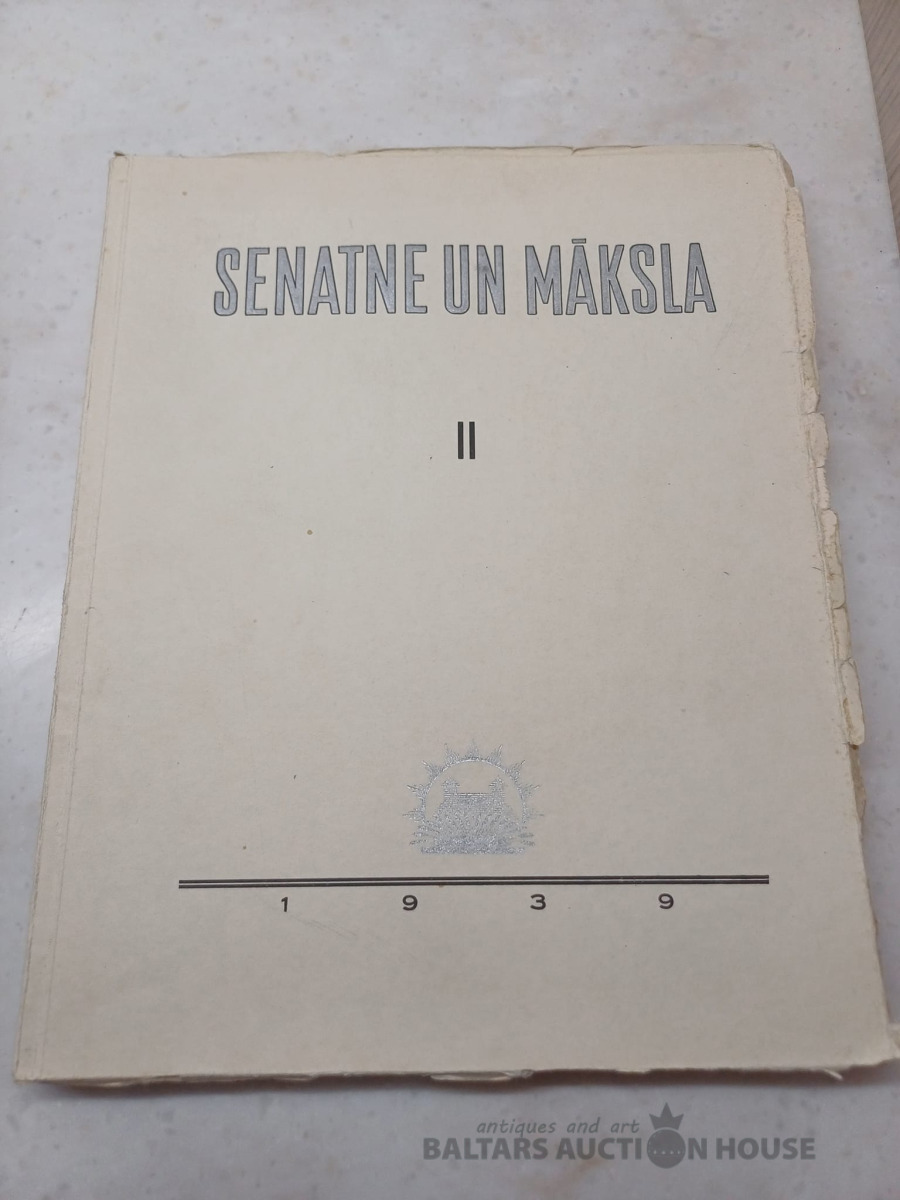 SENATNE UN MĀKSLA
II
1 9 3 9
antiques and art
BALTARS AUCTION HOUSE